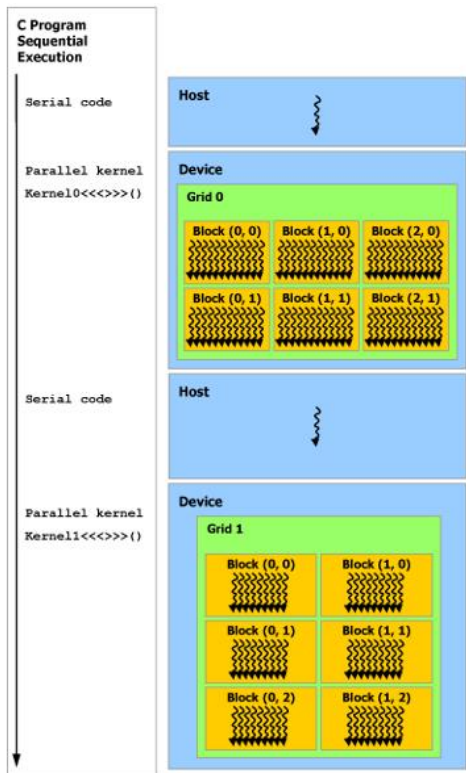 C Program
Sequential
Execution
Serial code
Host
Parallel kernel
Kernel0<<<>>>()
Device
Grid 0
Block (0, 0)
Block (1, 0)
Block (2, 0)
Block (0, 1)
Block (1, 1)
Block (2, 1)
Serial code
Host
Parallel kernel
Kernel1<<<>>>()
Device
Grid 1
Block (0, 0)
Block (1, 0)
Block (0, 1)
Block (1, 1)
Block (0, 2)
Block (1, 2)